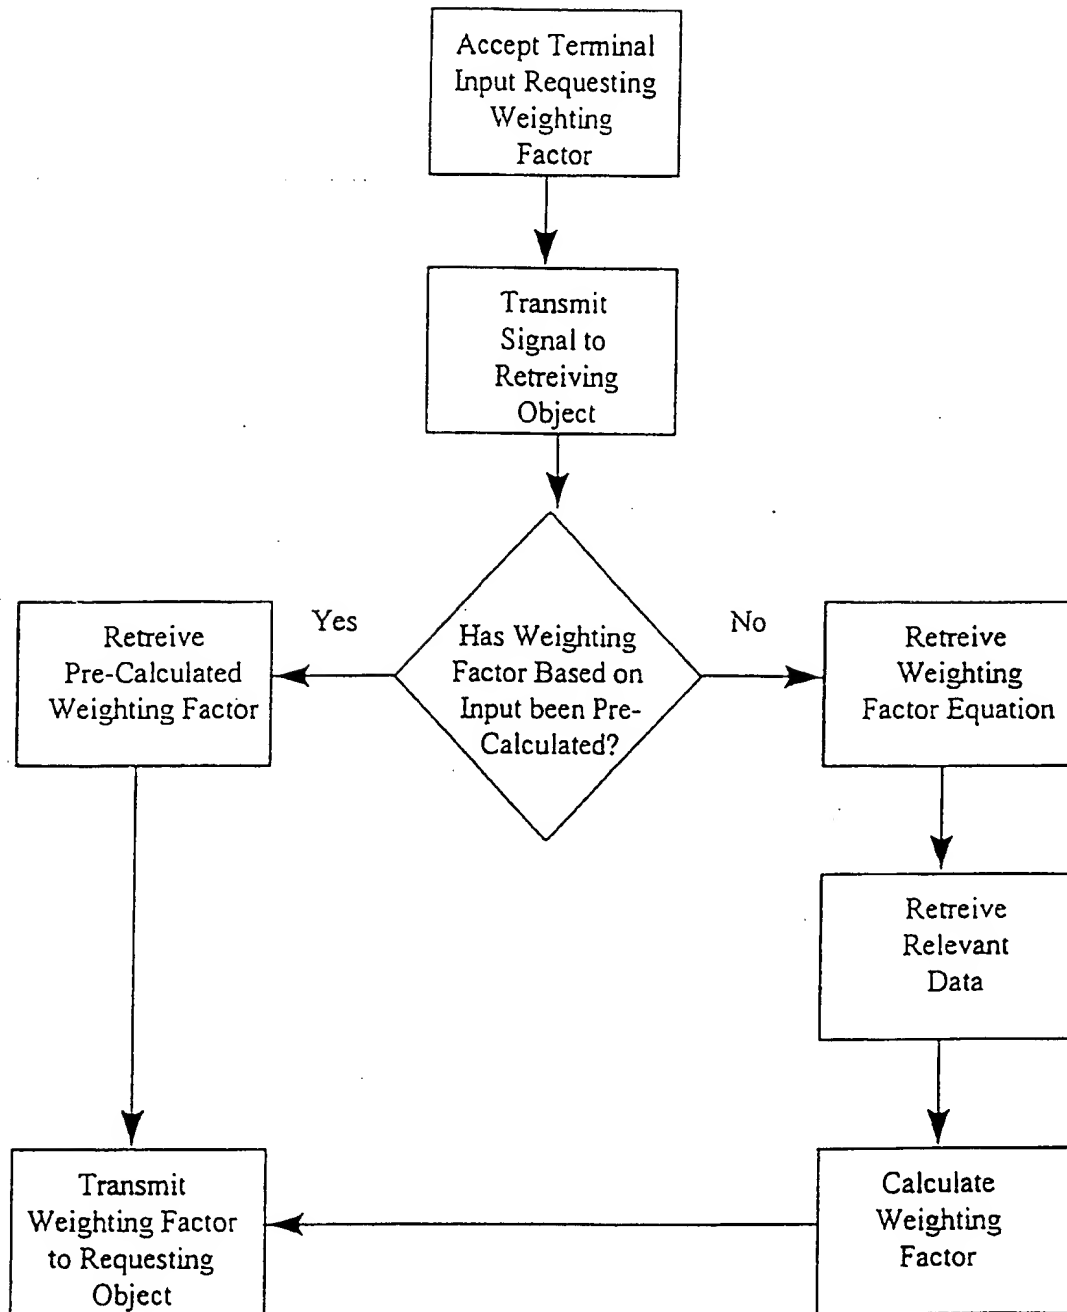 Accept Terminal
Input Requesting
Weighting
Factor
Transmit
Signal to
Retreiving
Object
Has Weighting
Factor Based on
Input been Pre-
Calculated?
Yes
No
Retreive
Pre-Calculated
Weighting Factor
Retreive
Weighting
Factor Equation
Retreive
Relevant
Data
Calculate
Weighting
Factor
Transmit
Weighting Factor
to Requesting
Object